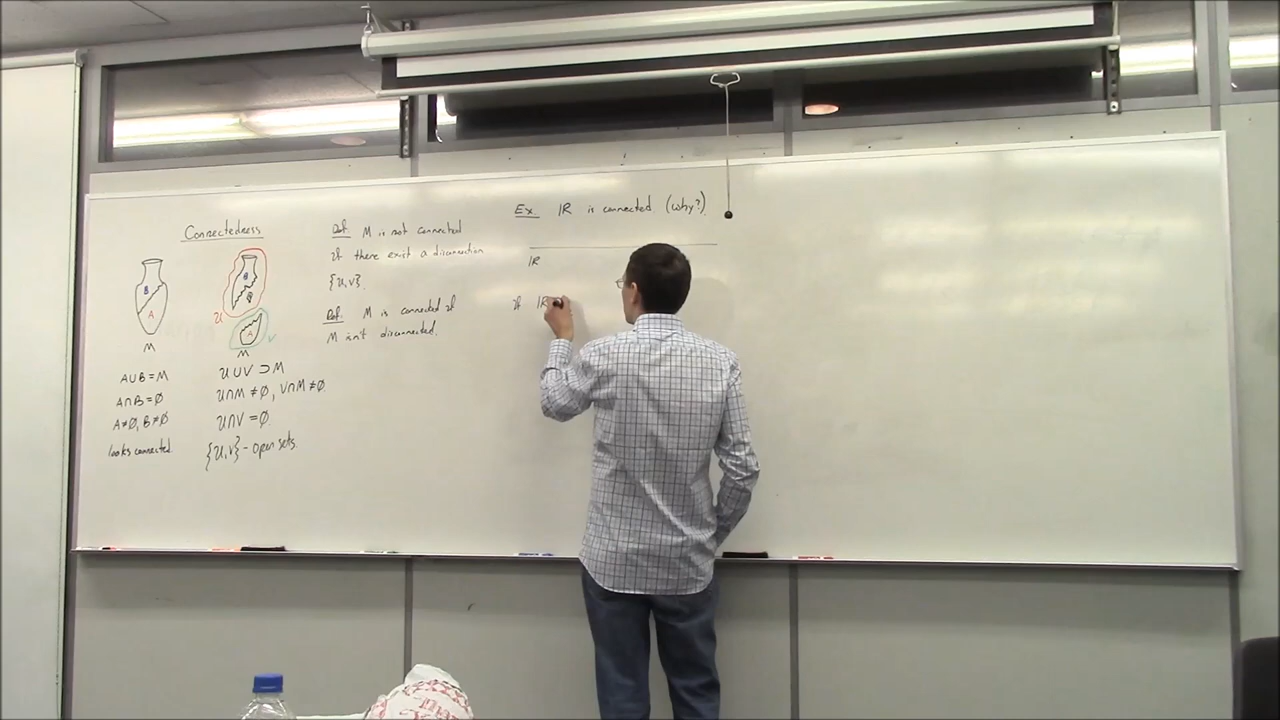 Connectedness
B
A
M
B
A
U
V
M
A∪B=M
A∩B=∅
A≠∅, B≠∅
looks connected.
U∪V ⊃ M
U∩M ≠∅, V∩M ≠∅
U∩V = ∅
{U,V} - open sets.
Def. M is not connected
if there exist a disconnection
{U,V}.
Def. M is connected if
M isn't disconnected.
Ex. ℝ is connected (why?)
ℝ
if ℝ